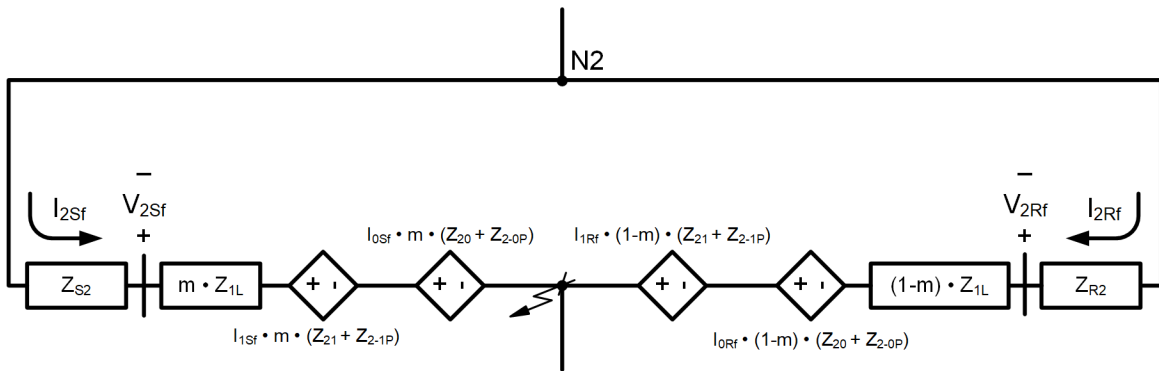 N2
I2Sf
−
V2Sf
+
I0Sf • m • (Z20 + Z2-0P)
I1Rf • (1-m) • (Z21 + Z2-1P)
−
V2Rf
+
I2Rf
ZS2
m • Z1L
+ -
+ -
+ -
+ -
(1-m) • Z1L
ZR2
I1Sf • m • (Z21 + Z2-1P)
I0Rf • (1-m) • (Z20 + Z2-0P)